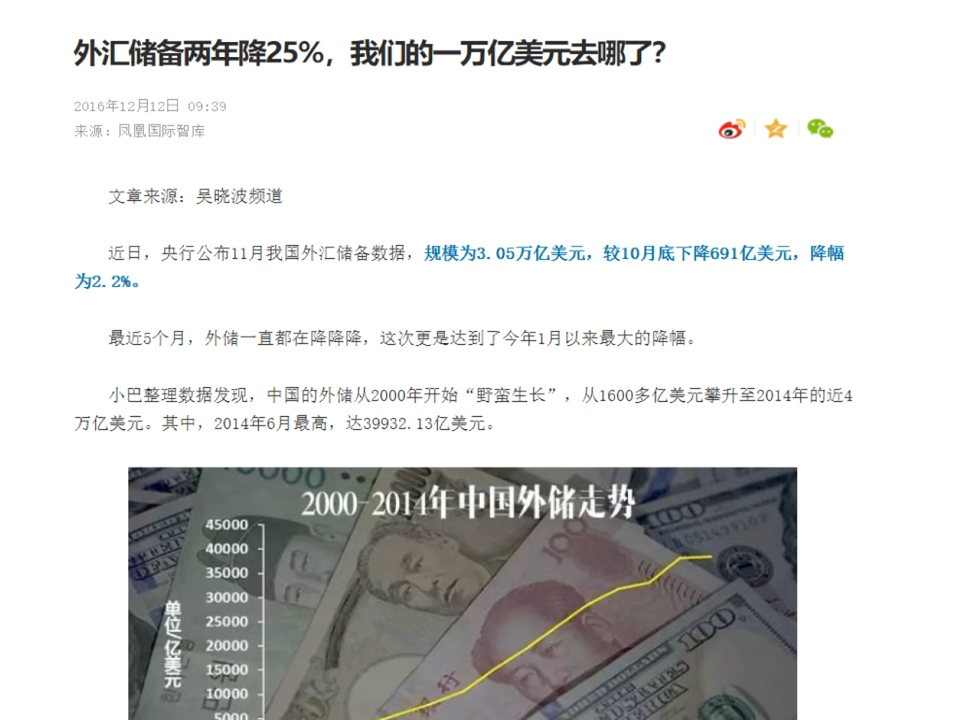 外汇储备两年降25%，我们的一万亿美元去哪了？
2016年12月12日 09:39
来源：凤凰国际智库
文章来源：吴晓波频道
近日，央行公布11月我国外汇储备数据，规模为3.05万亿美元，较10月底下降691亿美元，降幅
为2.2%。
最近5个月，外储一直都在降降降，这次更是达到了今年1月以来最大的降幅。
小巴整理数据发现，中国的外储从2000年开始“野蛮生长”，从1600多亿美元攀升至2014年的近4
万亿美元。其中，2014年6月最高，达39932.13亿美元。
2000-2014年中国外储走势
单位/亿美元
45000
40000
35000
30000
25000
20000
15000
10000
5000
100
100